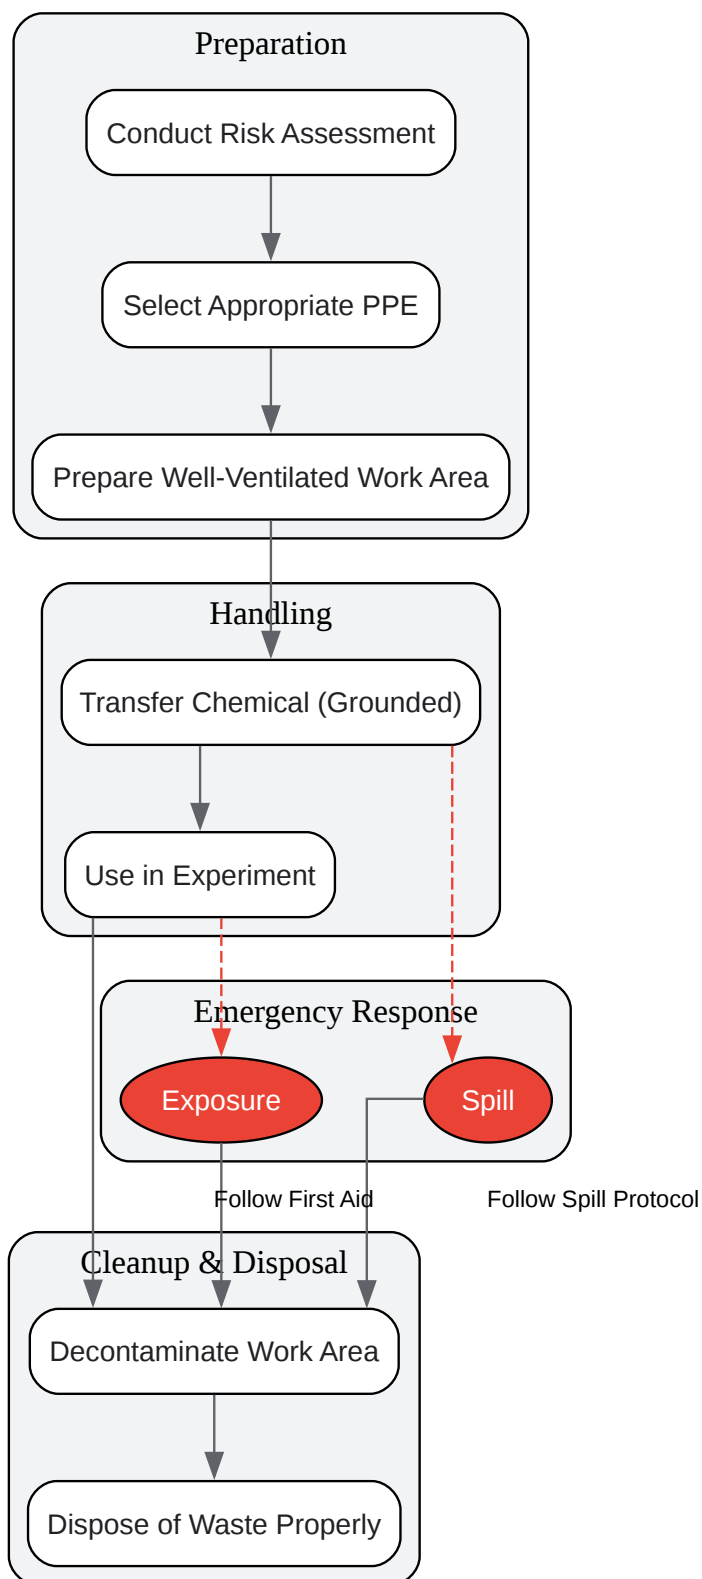 Preparation
Conduct Risk Assessment
Select Appropriate PPE
Prepare Well-Ventilated Work Area
Handling
Transfer Chemical (Grounded)
Use in Experiment
Emergency Response
Exposure
Spill
Follow First Aid
Follow Spill Protocol
Cleanup & Disposal
Decontaminate Work Area
Dispose of Waste Properly